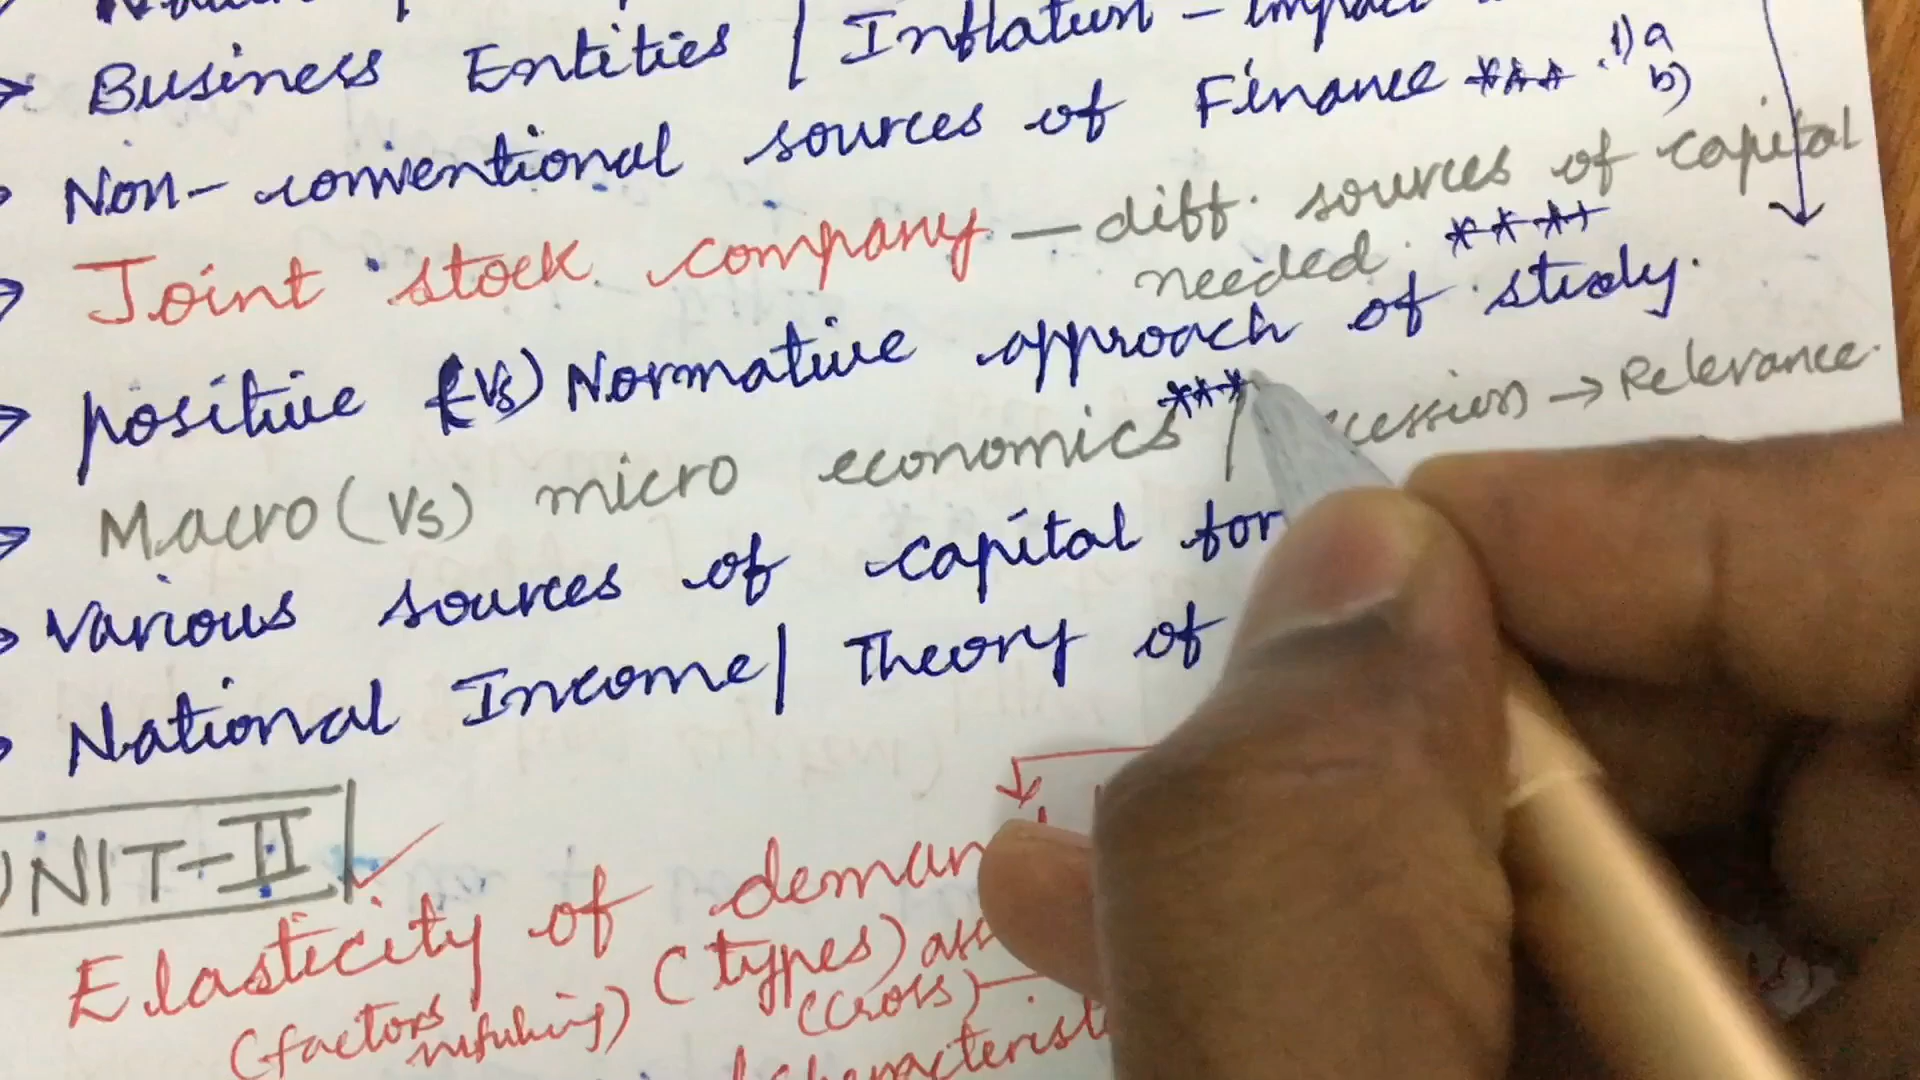 Business Entities / Inflation - impact
Non-conventional sources of Finance *** 1) a
b)
Joint stock company — diff. sources of capital
needed. ****
positive (Vs) Normative approach of study.
Macro (Vs) micro economics *** / → Relevance.
Various sources of capital for
National Income / Theory of
UNIT-II
Elasticity of
(factors (types)
(cross)